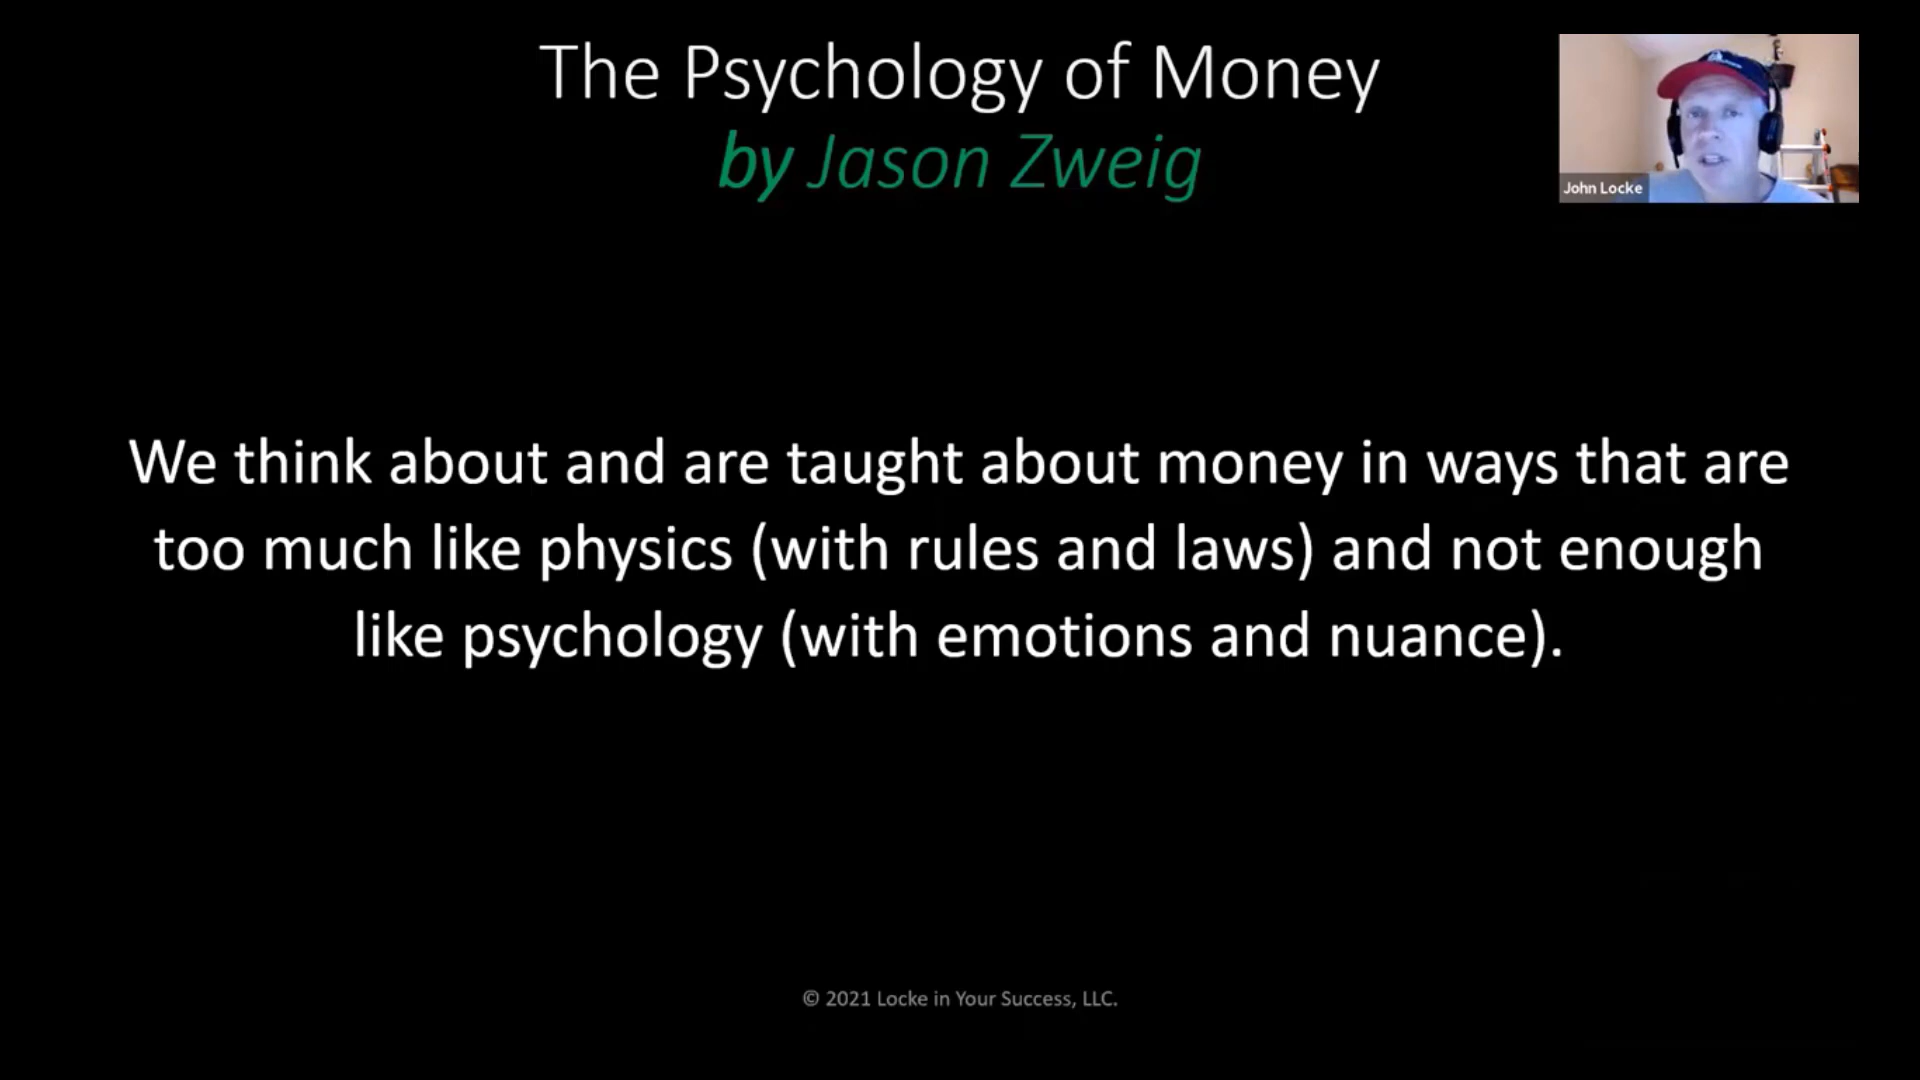 The Psychology of Money
by Jason Zweig
John Locke
We think about and are taught about money in ways that are
too much like physics (with rules and laws) and not enough
like psychology (with emotions and nuance).
© 2021 Locke in Your Success, LLC.